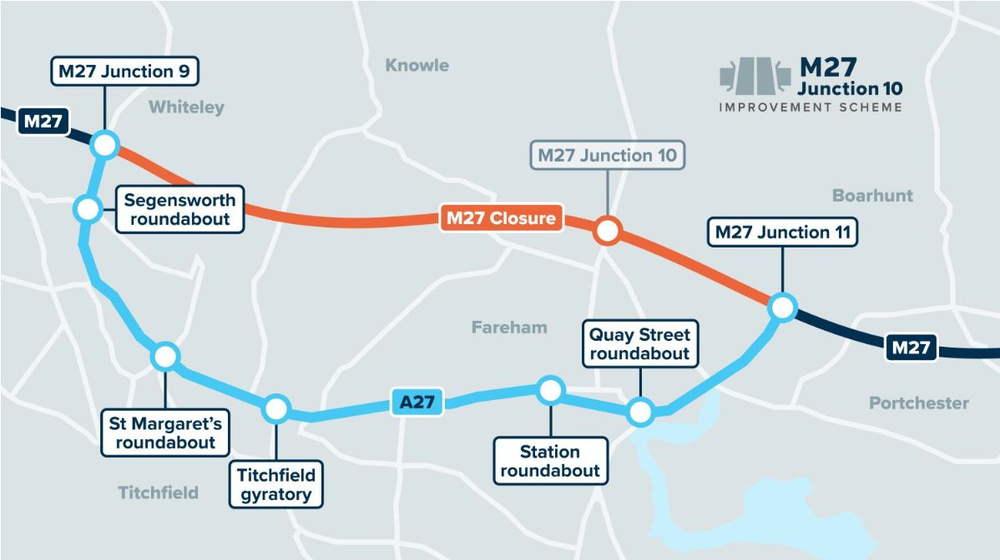 Knowle
M27
Junction 10
IMPROVEMENT SCHEME
M27 Junction 9
Whiteley
M27
M27 Junction 10
Segensworth
roundabout
Boarhunt
M27 Closure
M27 Junction 11
Fareham
Quay Street
roundabout
M27
A27
Portchester
St Margaret's
roundabout
Station
roundabout
Titchfield
gyratory
Titchfield